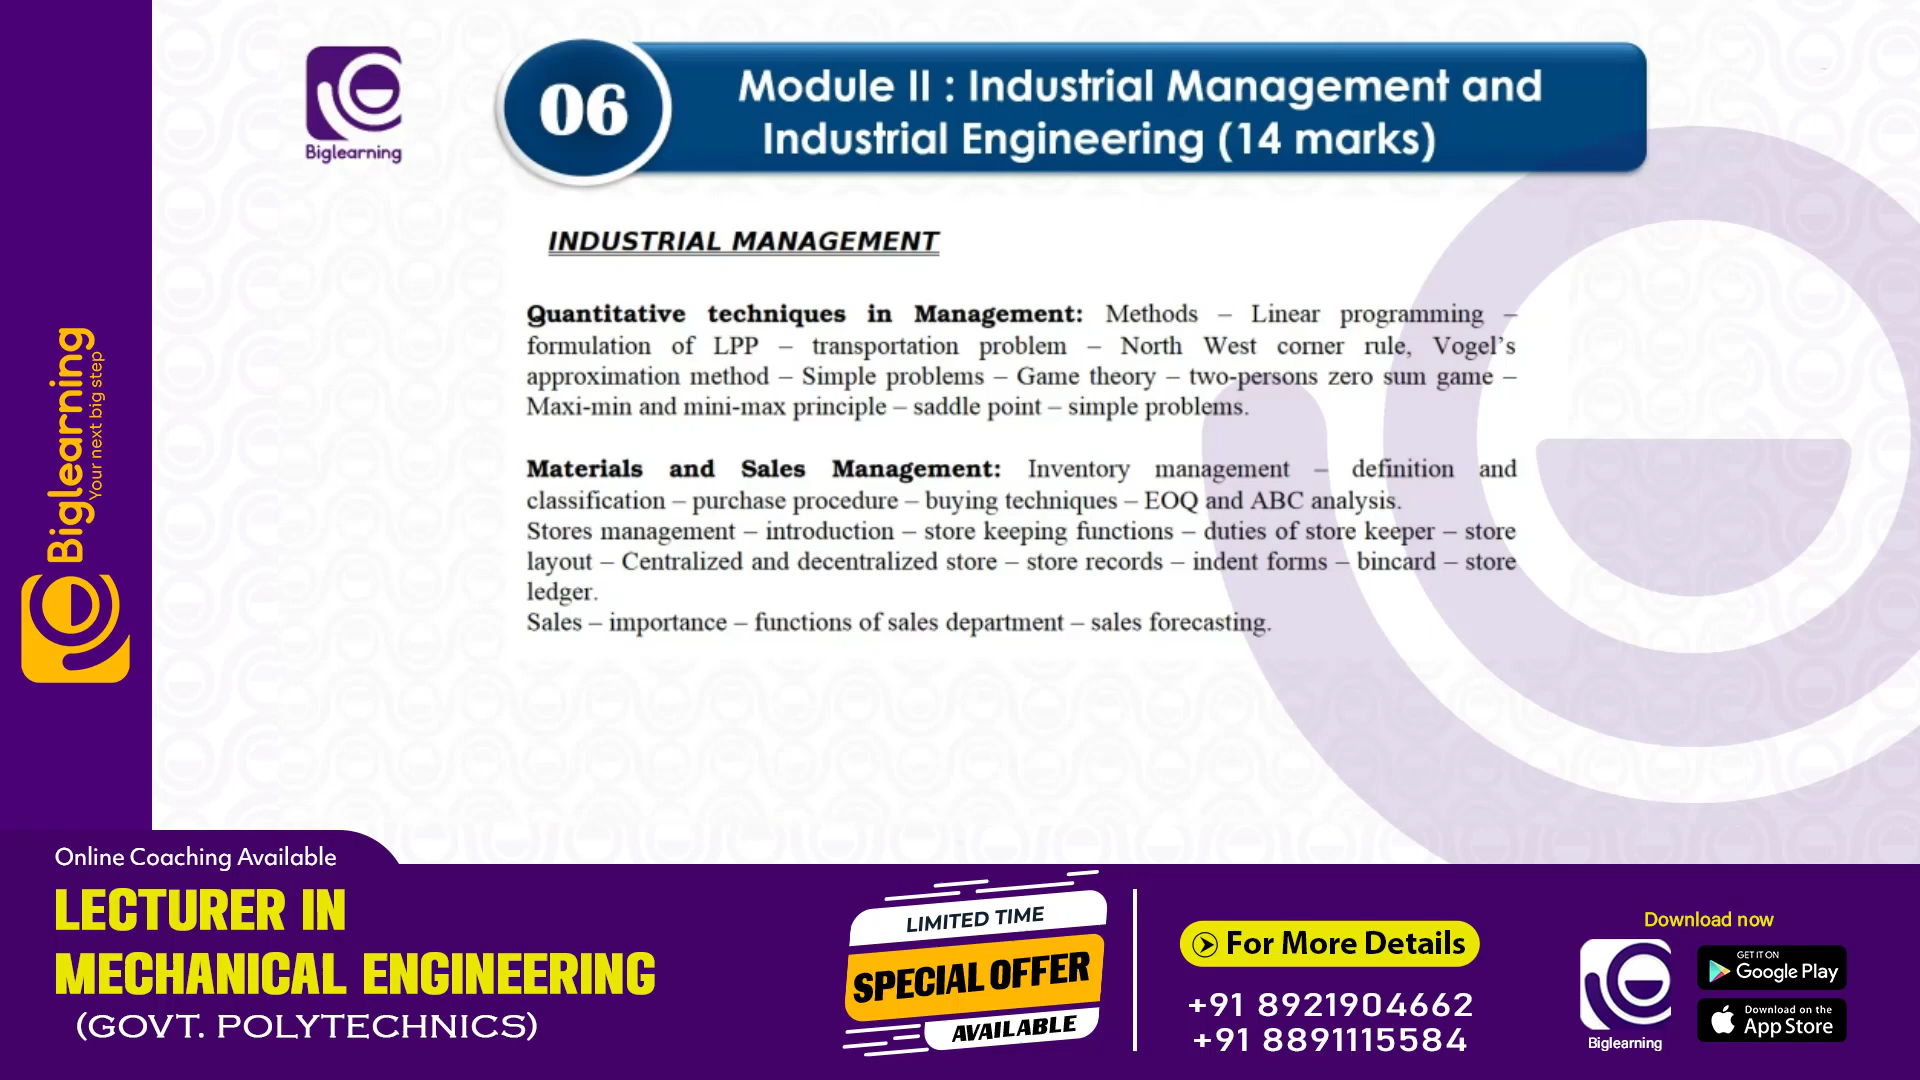 Biglearning
06
Module II : Industrial Management and
Industrial Engineering (14 marks)
INDUSTRIAL MANAGEMENT
Quantitative techniques in Management: Methods – Linear programming –
formulation of LPP – transportation problem – North West corner rule, Vogel's
approximation method – Simple problems – Game theory – two-persons zero sum game –
Maxi-min and mini-max principle – saddle point – simple problems.
Materials and Sales Management: Inventory management – definition and
classification – purchase procedure – buying techniques – EOQ and ABC analysis.
Stores management – introduction – store keeping functions – duties of store keeper – store
layout – Centralized and decentralized store – store records – indent forms – bincard – store
ledger.
Sales – importance – functions of sales department – sales forecasting.
Biglearning
Your next big step
Online Coaching Available
LECTURER IN
MECHANICAL ENGINEERING
(GOVT. POLYTECHNICS)
LIMITED TIME
SPECIAL OFFER
AVAILABLE
For More Details
+91 8921904662
+91 8891115584
Download now
Biglearning
GET IT ON
Google Play
Download on the
App Store